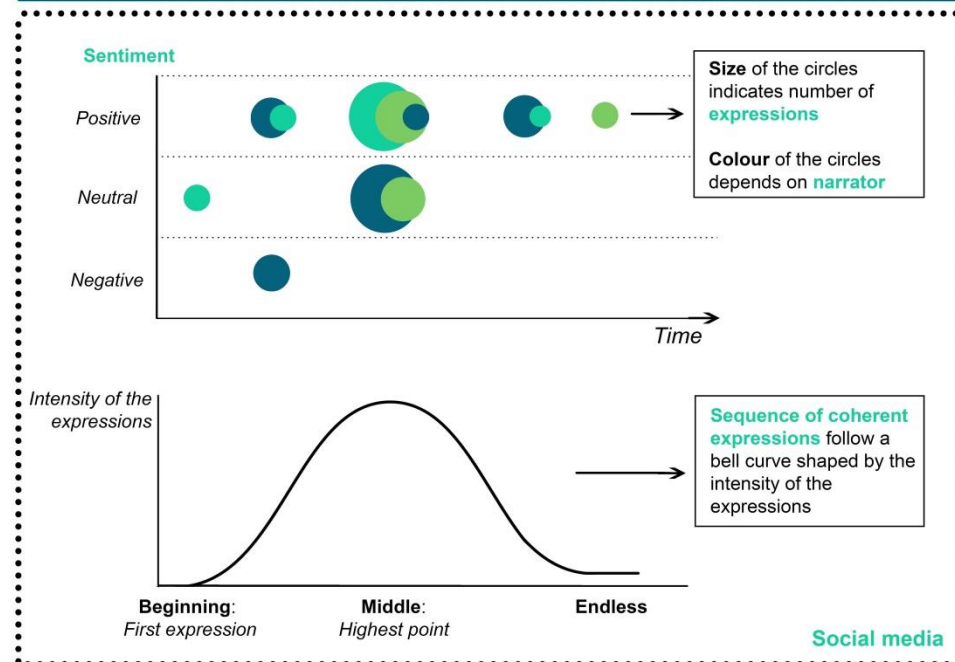 Sentiment
Positive
Neutral
Negative
Time
Size of the circles
indicates number of
expressions
Colour of the circles
depends on narrator
Intensity of the
expressions
Sequence of coherent
expressions follow a
bell curve shaped by the
intensity of the
expressions
Beginning:
First expression
Middle:
Highest point
Endless
Social media